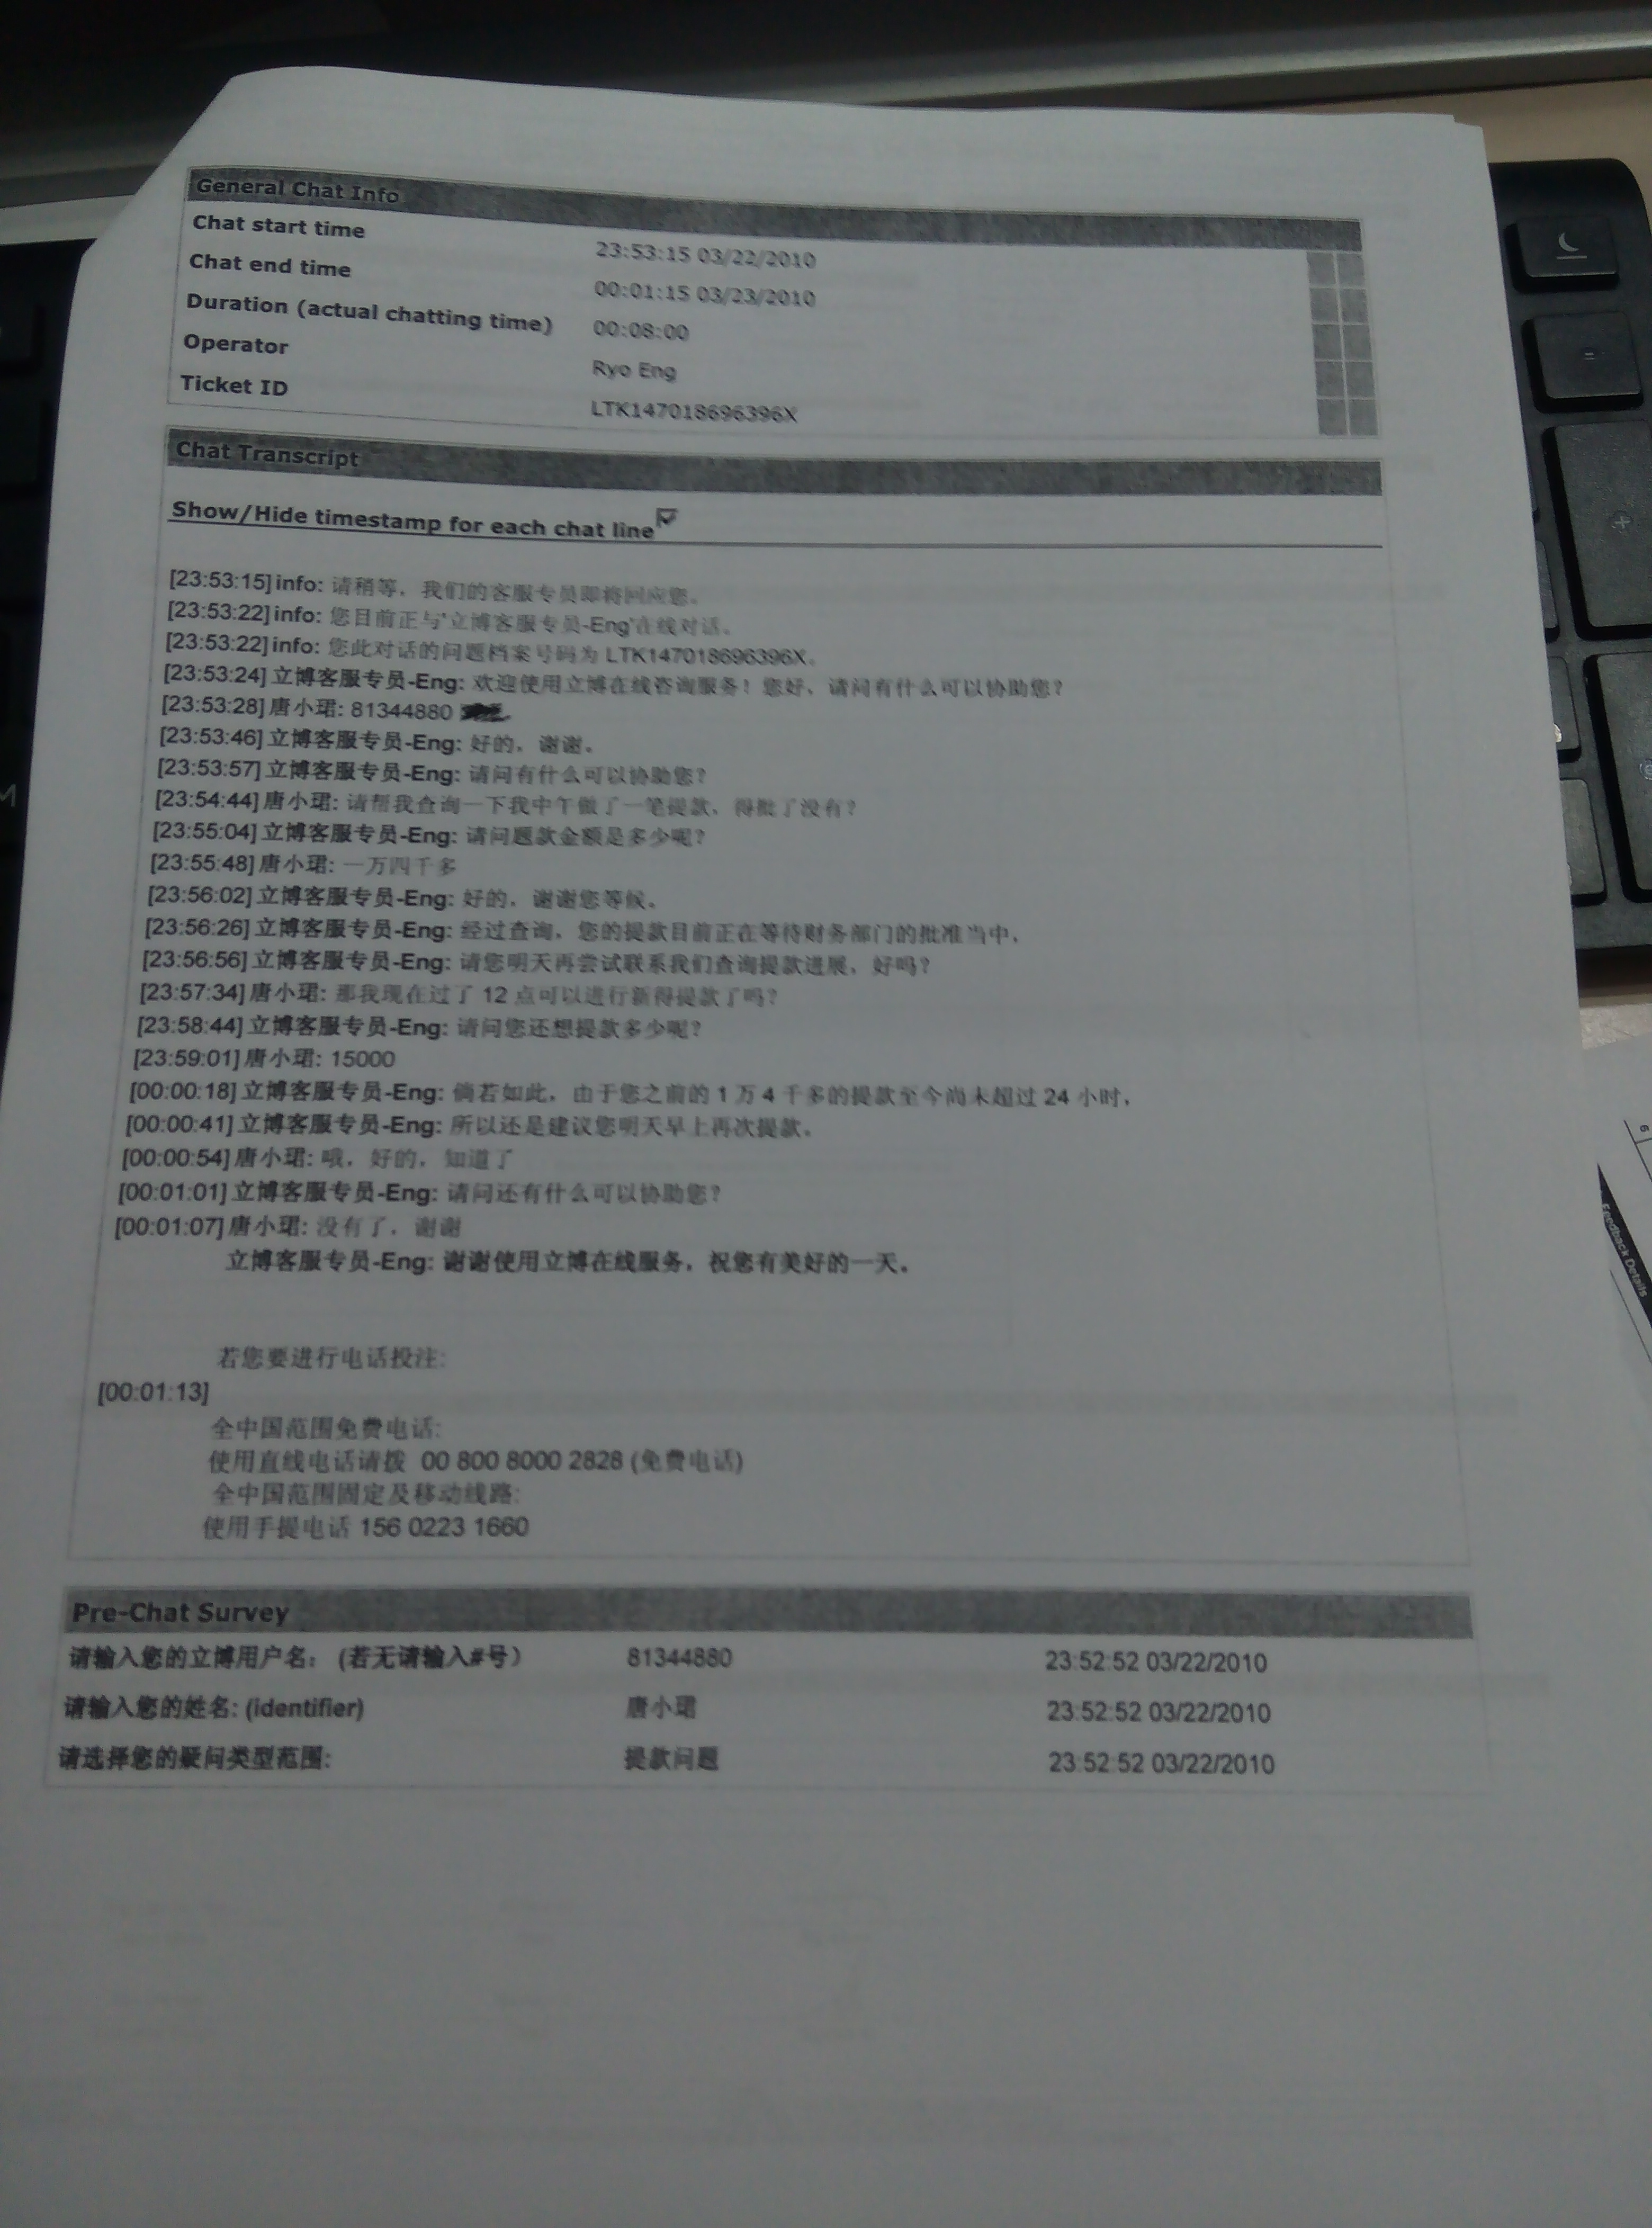 General Chat Info
Chat start time 23:53:15 03/22/2010
Chat end time 00:01:15 03/23/2010
Duration (actual chatting time) 00:08:00
Operator Ryo Eng
Ticket ID LTK147018696396X
Chat Transcript
Show/Hide timestamp for each chat line
[23:53:15] info: 请稍等，我们的客服专员即将回应您。
[23:53:22] info: 您目前正与'立博客服专员-Eng'在线对话。
[23:53:22] info: 您此对话的问题档案号码为 LTK147018696396X。
[23:53:24] 立博客服专员-Eng: 欢迎使用立博在线咨询服务！您好，请问有什么可以协助您？
[23:53:28] 唐小珺: 81344880
[23:53:46] 立博客服专员-Eng: 好的，谢谢。
[23:53:57] 立博客服专员-Eng: 请问有什么可以协助您？
[23:54:44] 唐小珺: 请帮我查询一下我中午做了一笔提款，得批了没有？
[23:55:04] 立博客服专员-Eng: 请问题款金额是多少呢？
[23:55:48] 唐小珺: 一万四千多
[23:56:02] 立博客服专员-Eng: 好的，谢谢您等候。
[23:56:26] 立博客服专员-Eng: 经过查询，您的提款目前正在等待财务部门的批准当中，
[23:56:56] 立博客服专员-Eng: 请您明天再尝试联系我们查询提款进展，好吗？
[23:57:34] 唐小珺: 那我现在过了 12 点可以进行新得提款了吗？
[23:58:44] 立博客服专员-Eng: 请问您还想提款多少呢？
[23:59:01] 唐小珺: 15000
[00:00:18] 立博客服专员-Eng: 倘若如此，由于您之前的 1 万 4 千多的提款至今尚未超过 24 小时，
[00:00:41] 立博客服专员-Eng: 所以还是建议您明天早上再次提款。
[00:00:54] 唐小珺: 哦，好的，知道了
[00:01:01] 立博客服专员-Eng: 请问还有什么可以协助您？
[00:01:07] 唐小珺: 没有了，谢谢
立博客服专员-Eng: 谢谢使用立博在线服务，祝您有美好的一天。
若您要进行电话投注:
[00:01:13]
全中国范围免费电话:
使用直线电话请拨 00 800 8000 2828 (免费电话)
全中国范围固定及移动线路:
使用手提电话 156 0223 1660
Pre-Chat Survey
请输入您的立博用户名：（若无请输入#号） 81344880 23:52:52 03/22/2010
请输入您的姓名: (identifier) 唐小珺 23:52:52 03/22/2010
请选择您的疑问类型范围: 提款问题 23:52:52 03/22/2010
Feedback Details